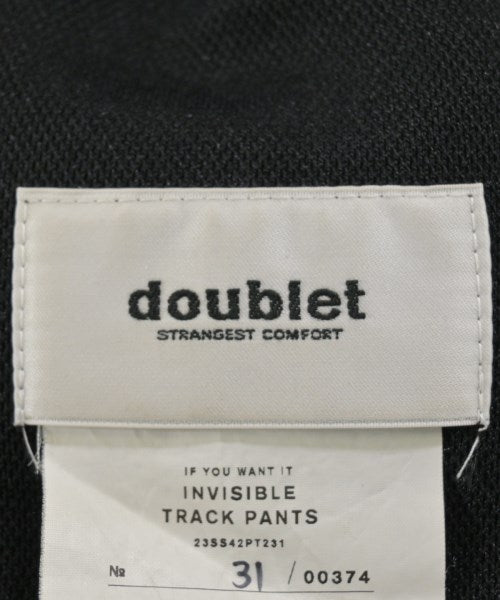 doublet
STRANGEST COMFORT
IF YOU WANT IT
INVISIBLE
TRACK PANTS
23SS42PT231
№ 31 / 00374